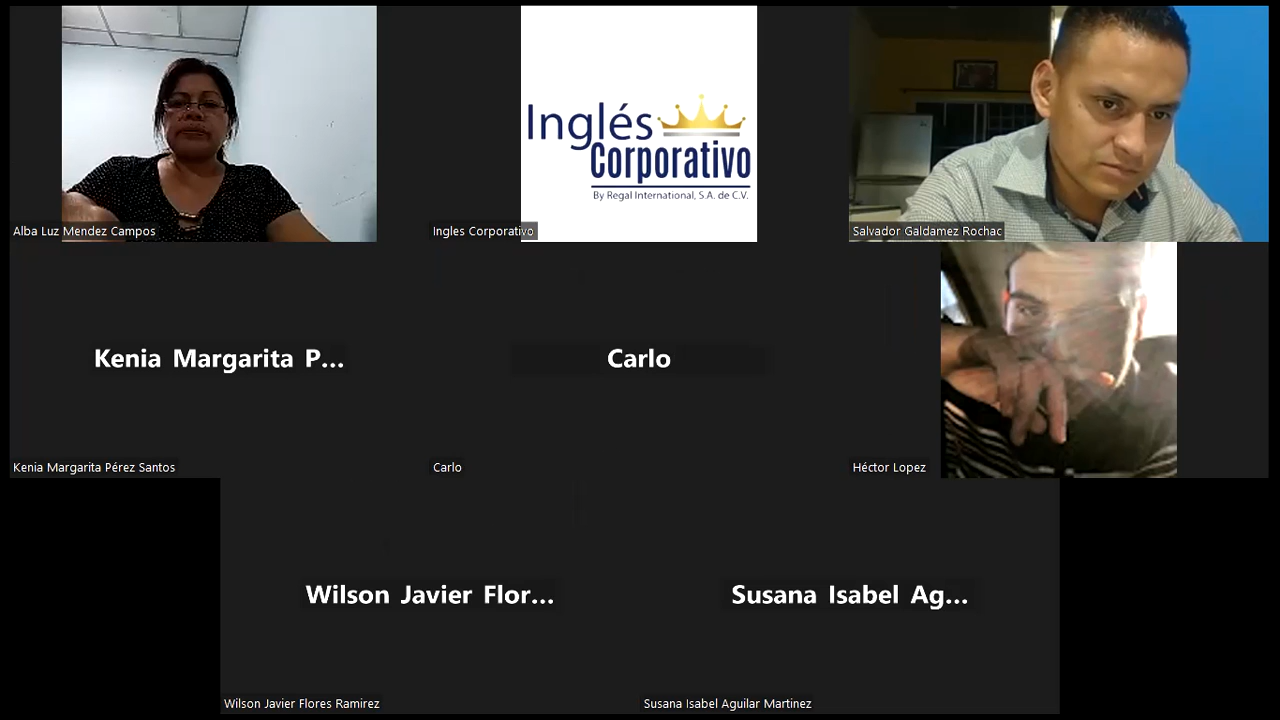 Inglés
Corporativo
By Regal International, S.A. de C.V.
Alba Luz Mendez Campos
Ingles Corporativo
Salvador Galdamez Rochac
Kenia Margarita P...
Carlo
Kenia Margarita Pérez Santos
Carlo
Héctor Lopez
Wilson Javier Flor...
Susana Isabel Ag...
Wilson Javier Flores Ramirez
Susana Isabel Aguilar Martinez